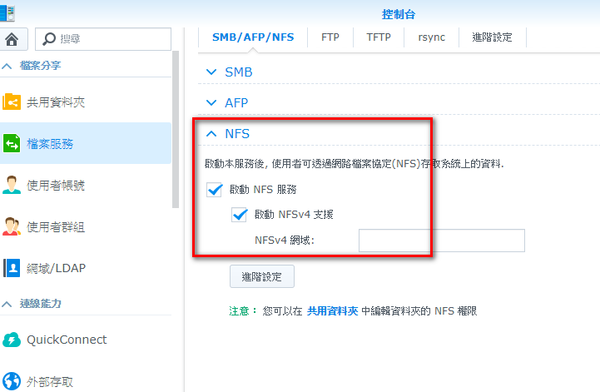 控制台
搜尋
SMB/AFP/NFS
FTP
TFTP
rsync
進階設定
檔案分享
共用資料夾
檔案服務
使用者帳號
使用者群組
網域/LDAP
連線能力
QuickConnect
外部存取
SMB
AFP
NFS
啟動本服務後, 使用者可透過網路檔案協定(NFS)存取系統上的資料.
啟動 NFS 服務
啟動 NFSv4 支援
NFSv4 網域:
進階設定
注意： 您可以在 共用資料夾 中編輯資料夾的 NFS 權限